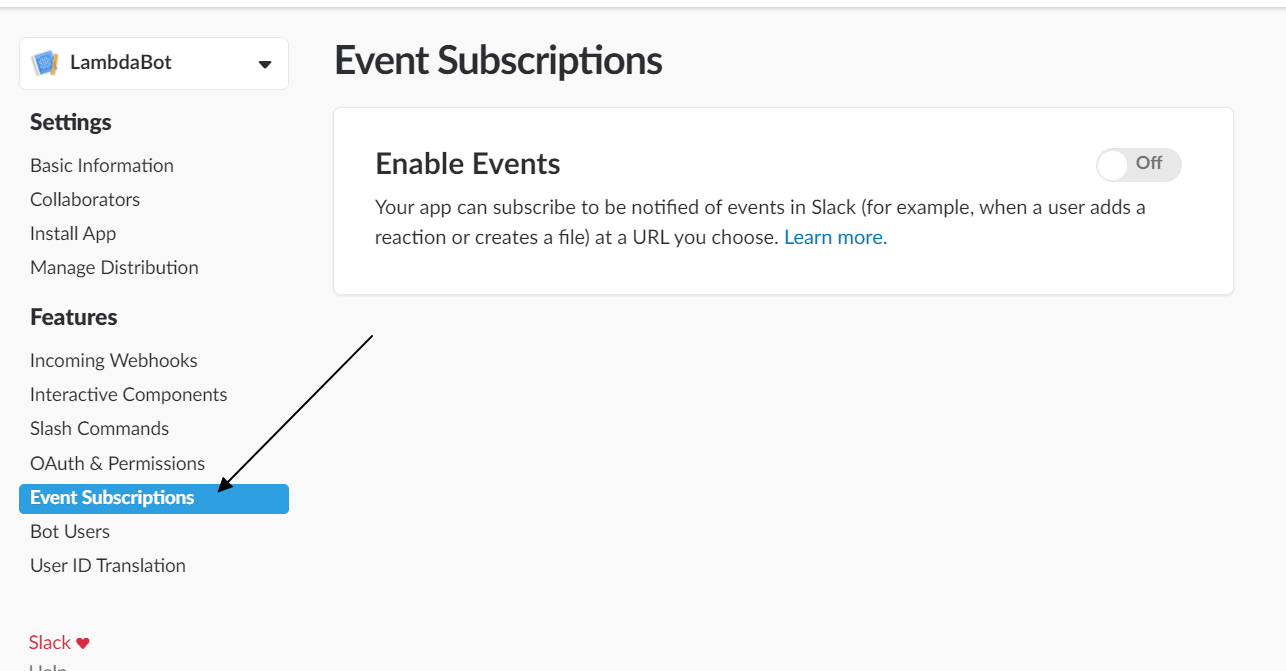 LambdaBot
Settings
Basic Information
Collaborators
Install App
Manage Distribution
Features
Incoming Webhooks
Interactive Components
Slash Commands
OAuth & Permissions
Event Subscriptions
Bot Users
User ID Translation
Slack ♥
Help
Event Subscriptions
Enable Events
Off
Your app can subscribe to be notified of events in Slack (for example, when a user adds a
reaction or creates a file) at a URL you choose. Learn more.